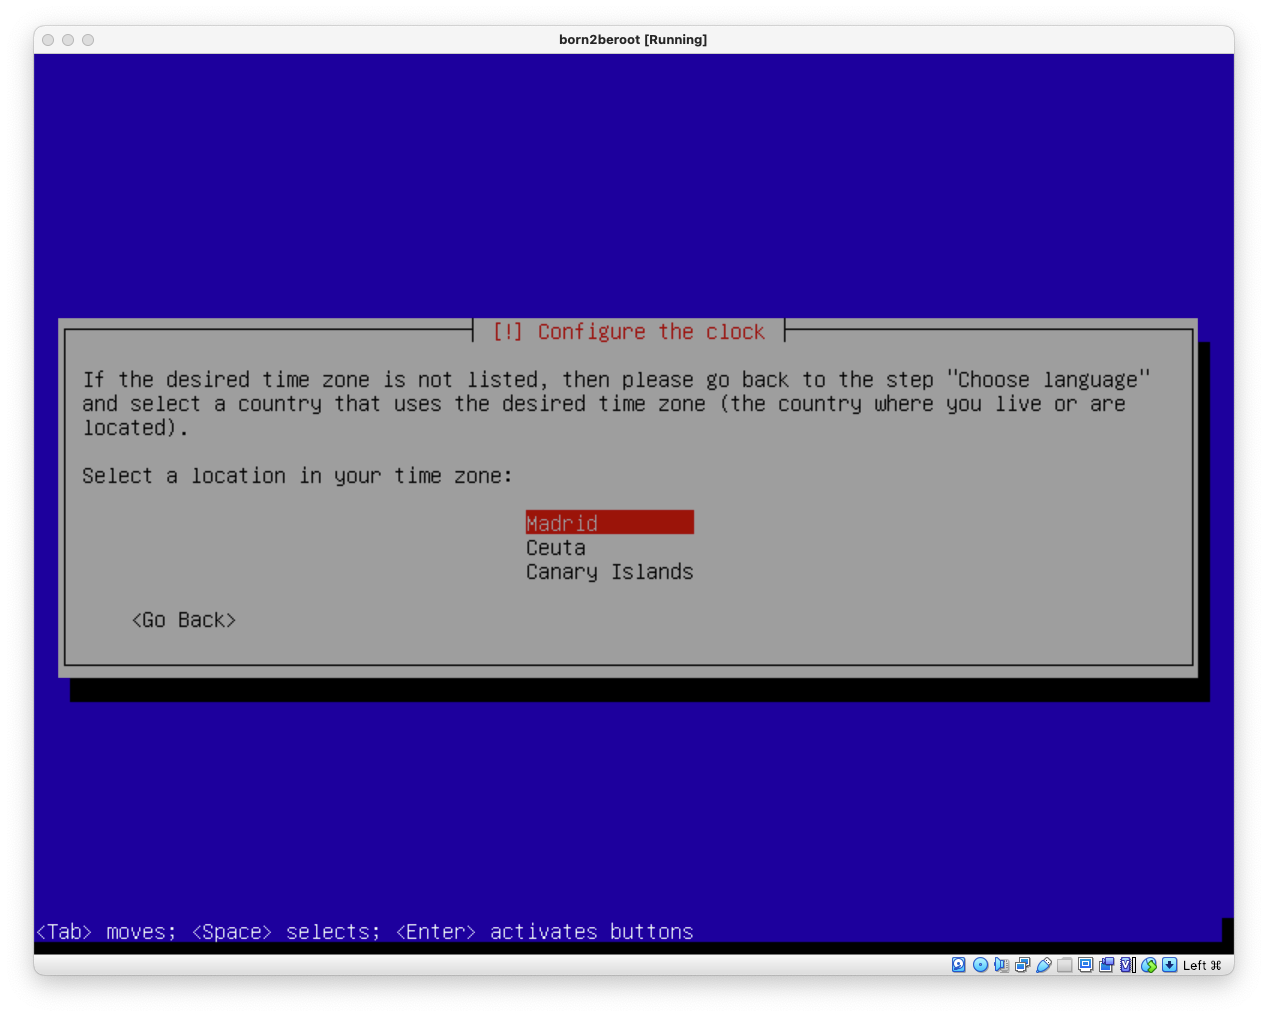 born2beroot [Running]
[!] Configure the clock
If the desired time zone is not listed, then please go back to the step "Choose language"
and select a country that uses the desired time zone (the country where you live or are
located).
Select a location in your time zone:
Madrid
Ceuta
Canary Islands
<Go Back>
<Tab> moves; <Space> selects; <Enter> activates buttons
Left ⌘